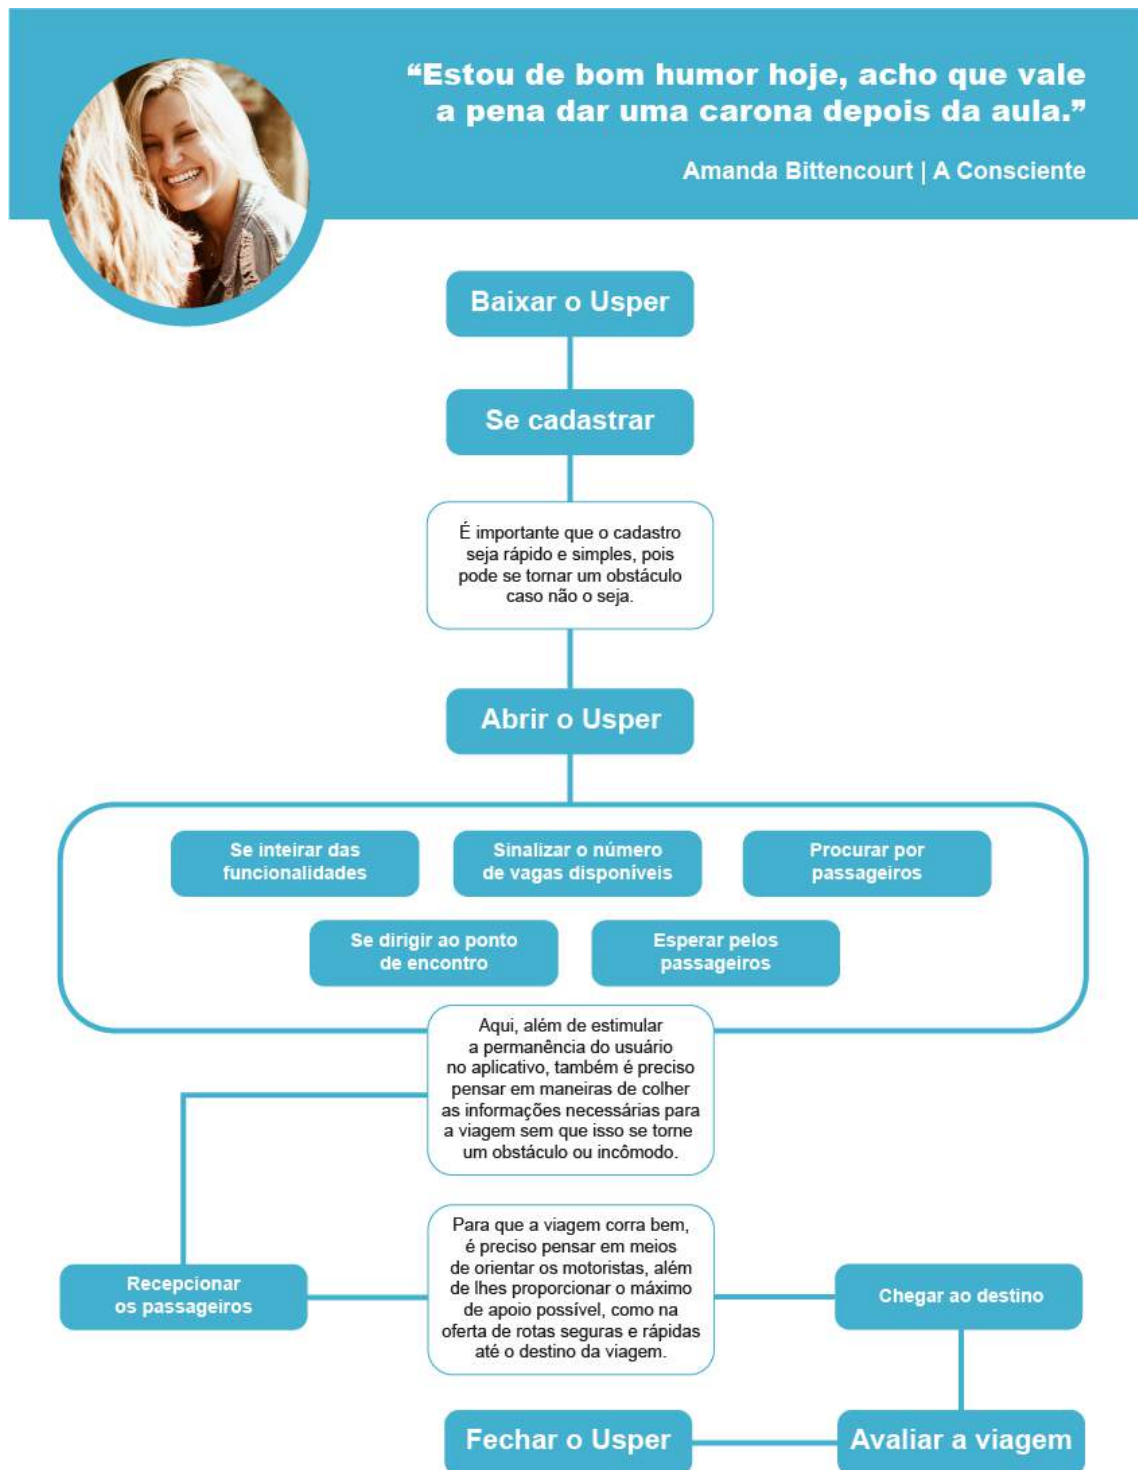 “Estou de bom humor hoje, acho que vale
a pena dar uma carona depois da aula.”
Amanda Bittencourt | A Consciente
Baixar o Usper
Se cadastrar
É importante que o cadastro
seja rápido e simples, pois
pode se tornar um obstáculo
caso não o seja.
Abrir o Usper
Se inteirar das
funcionalidades
Sinalizar o número
de vagas disponíveis
Procurar por
passageiros
Se dirigir ao ponto
de encontro
Esperar pelos
passageiros
Aqui, além de estimular
a permanência do usuário
no aplicativo, também é preciso
pensar em maneiras de colher
as informações necessárias para
a viagem sem que isso se torne
um obstáculo ou incômodo.
Recepcionar
os passageiros
Para que a viagem corra bem,
é preciso pensar em meios
de orientar os motoristas, além
de lhes proporcionar o máximo
de apoio possível, como na
oferta de rotas seguras e rápidas
até o destino da viagem.
Chegar ao destino
Avaliar a viagem
Fechar o Usper